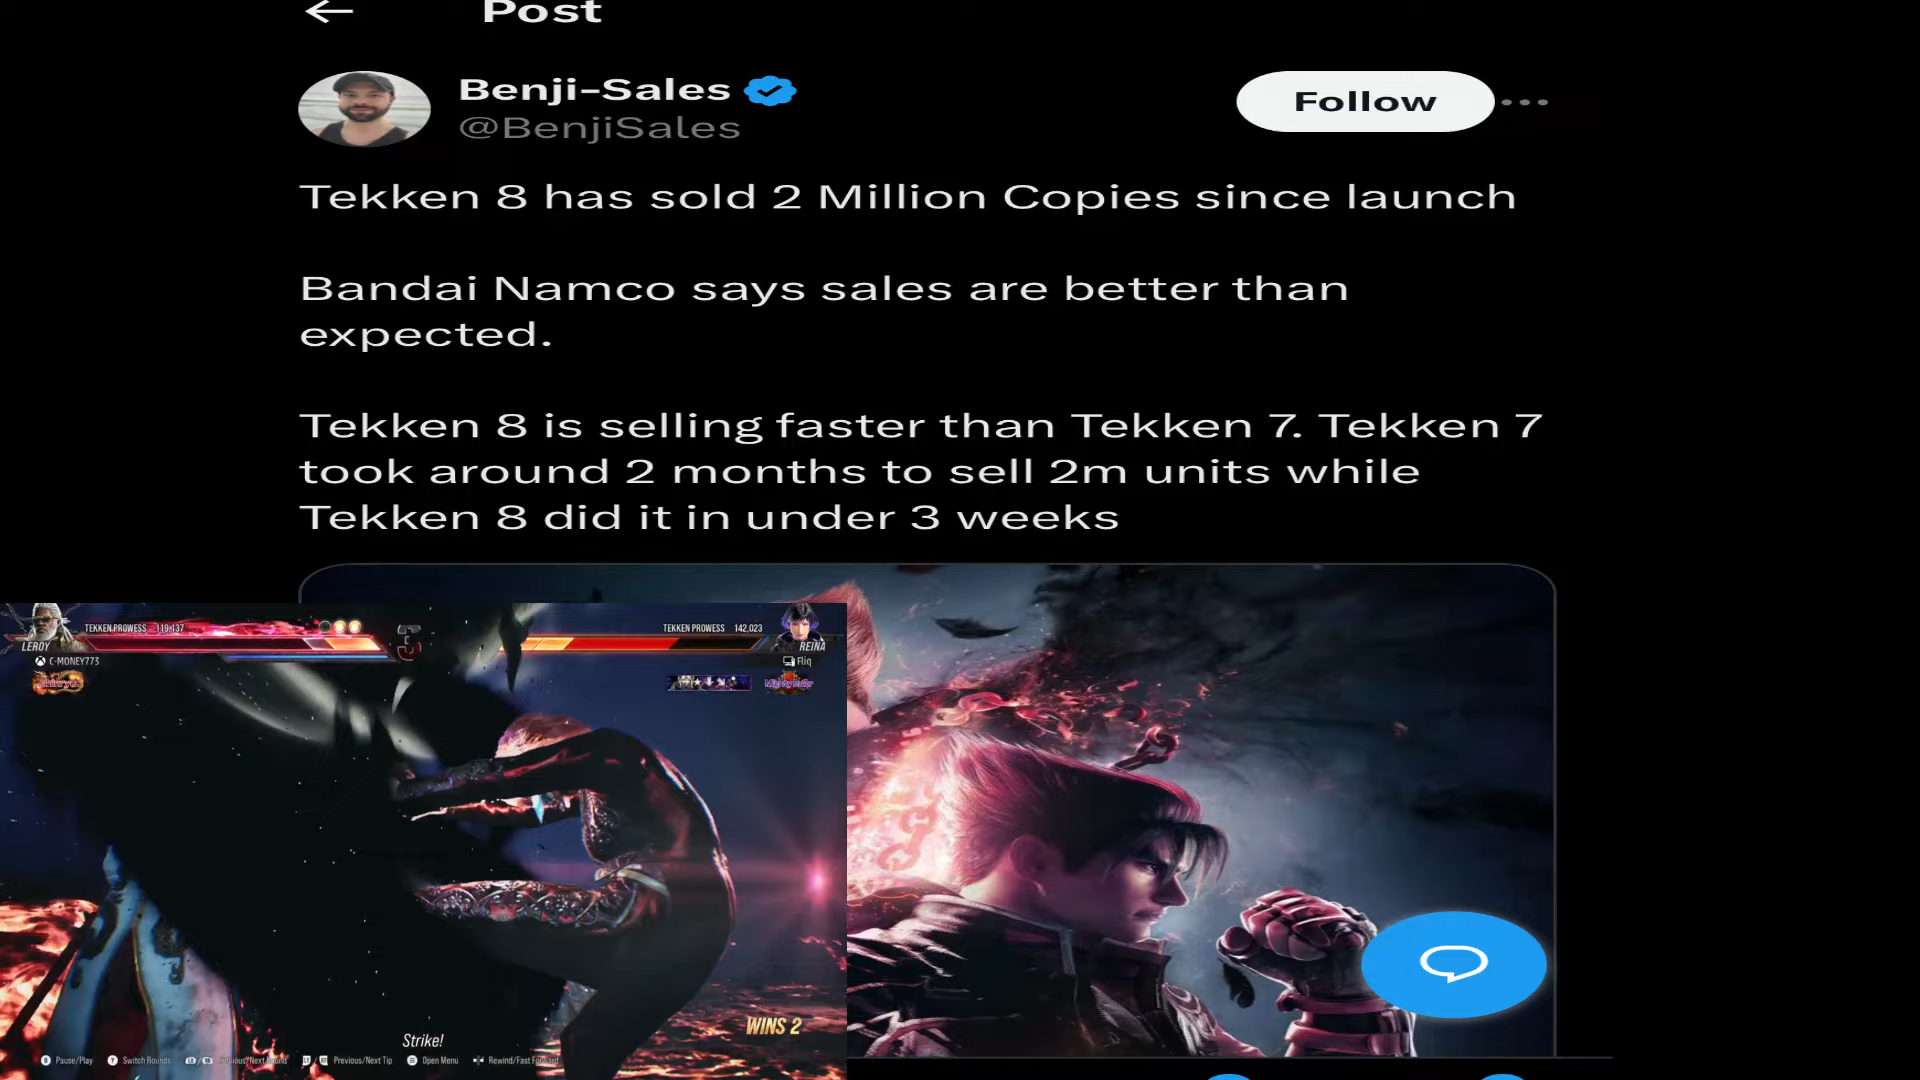 Post
Benji-Sales
@BenjiSales
Follow
Tekken 8 has sold 2 Million Copies since launch
Bandai Namco says sales are better than
expected.
Tekken 8 is selling faster than Tekken 7. Tekken 7
took around 2 months to sell 2m units while
Tekken 8 did it in under 3 weeks
TEKKEN PROWESS 119,137
LEROY
C-MONEY773
3
TEKKEN PROWESS 142,023
REINA
Fliq
WINS 2
Strike!
Pause/Play
Switch Rounds
Previous/Next Round
Previous/Next Tip
Open Menu
Rewind/Fast Forward